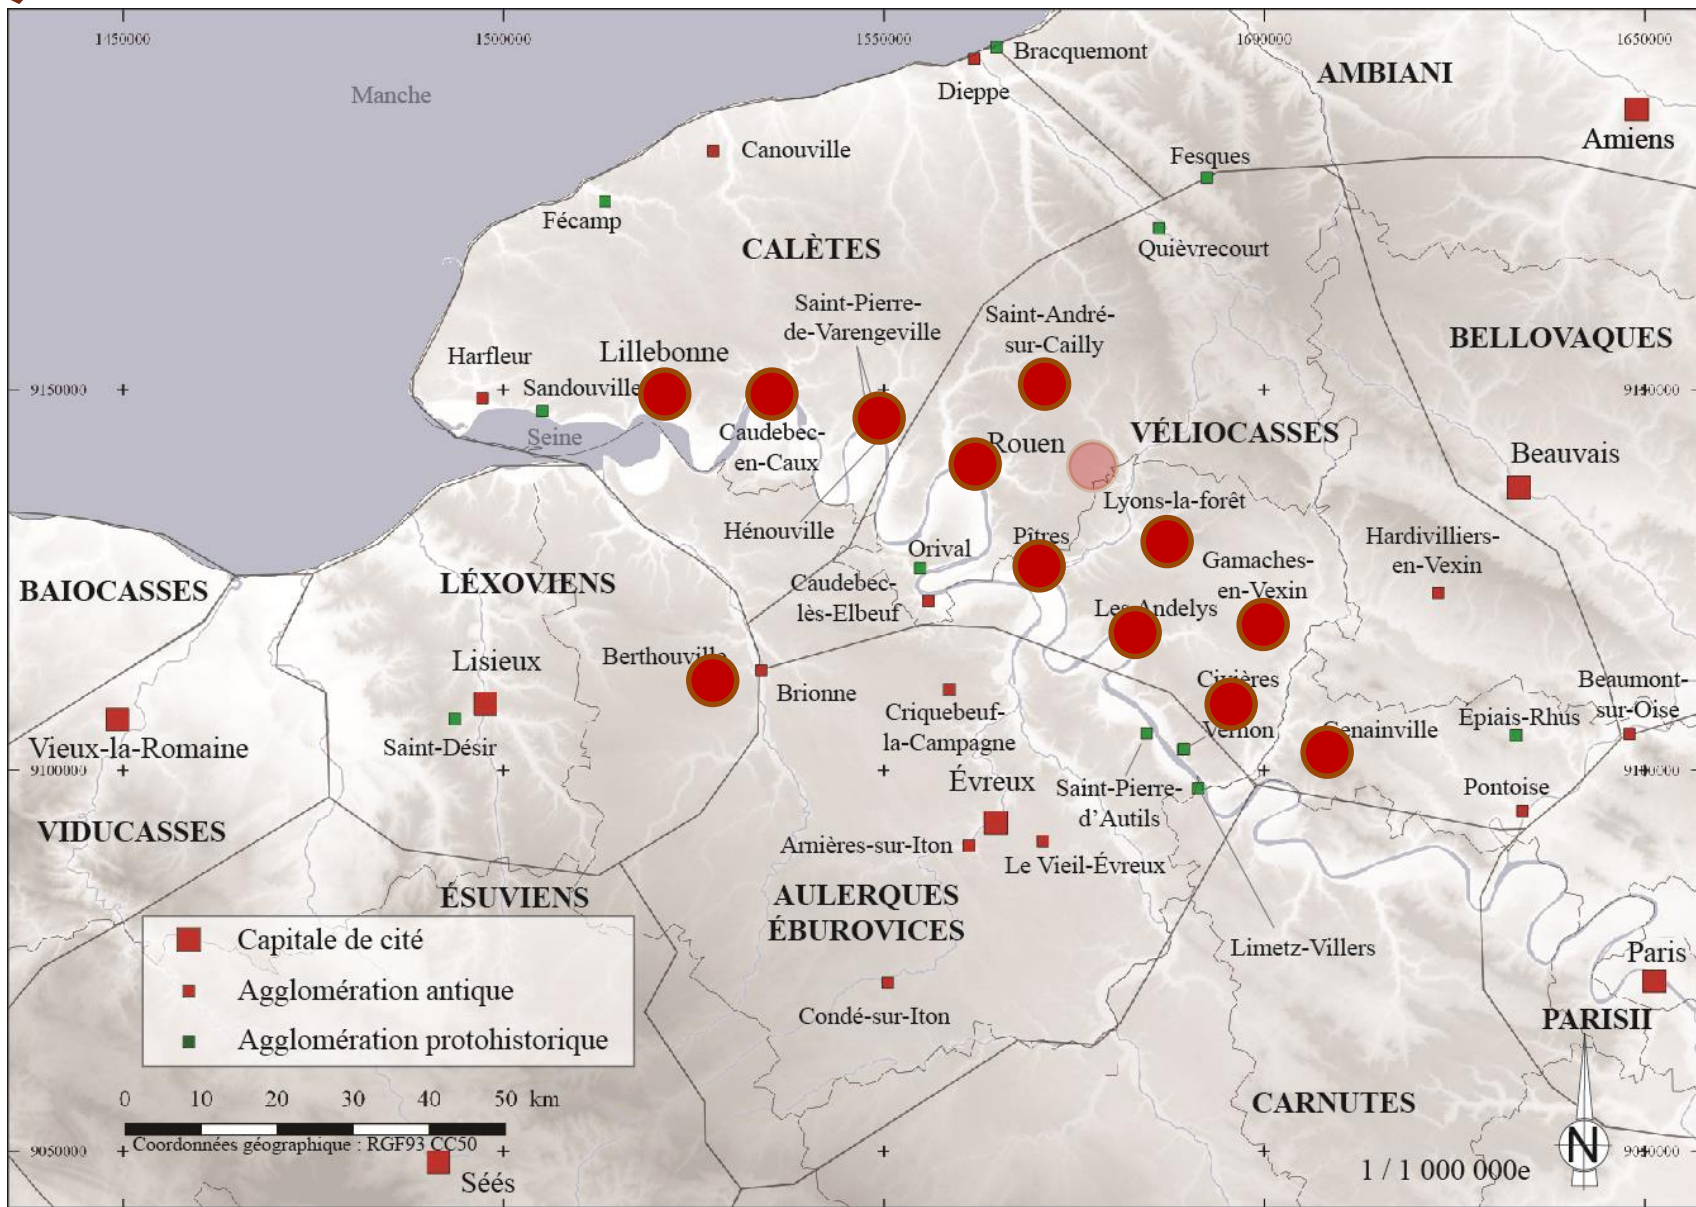 1450000
1500000
1550000
1600000
1650000
Bracquemont
Manche
Dieppe
AMBIANI
Amiens
Canouville
Fesques
Fécamp
CALÈTES
Quièvrecourt
Saint-Pierre-
de-Varengeville
Saint-André-
sur-Cailly
BELLOVAQUES
Harfleur
Lillebonne
9150000
Sandouville
9150000
Seine
Caudebec-
en-Caux
Rouen
VÉLIOCASSES
Beauvais
Lyons-la-forêt
Hénouville
Pîtres
Orival
Hardivilliers-
en-Vexin
Gamaches-
en-Vexin
BAIOCASSES
LÉXOVIENS
Caudebec-
lès-Elbeuf
Les Andelys
Lisieux
Berthouville
Brionne
Civières
Beaumont-
sur-Oise
Criquebeuf-
la-Campagne
Vernon
Genainville
Epiais-Rhus
Vieux-la-Romaine
Saint-Désir
9100000
9100000
Évreux
Saint-Pierre-
d'Autils
Pontoise
VIDUCASSES
Arnières-sur-Iton
Le Vieil-Évreux
ÉSUVIENS
AULERQUES
ÉBUROVICES
Limetz-Villers
Paris
Capitale de cité
Agglomération antique
Agglomération protohistorique
Condé-sur-Iton
PARISII
0 10 20 30 40 50 km
CARNUTES
Coordonnées géographique : RGF93 CC50
9050000
9050000
N
1 / 1 000 000e
Séés